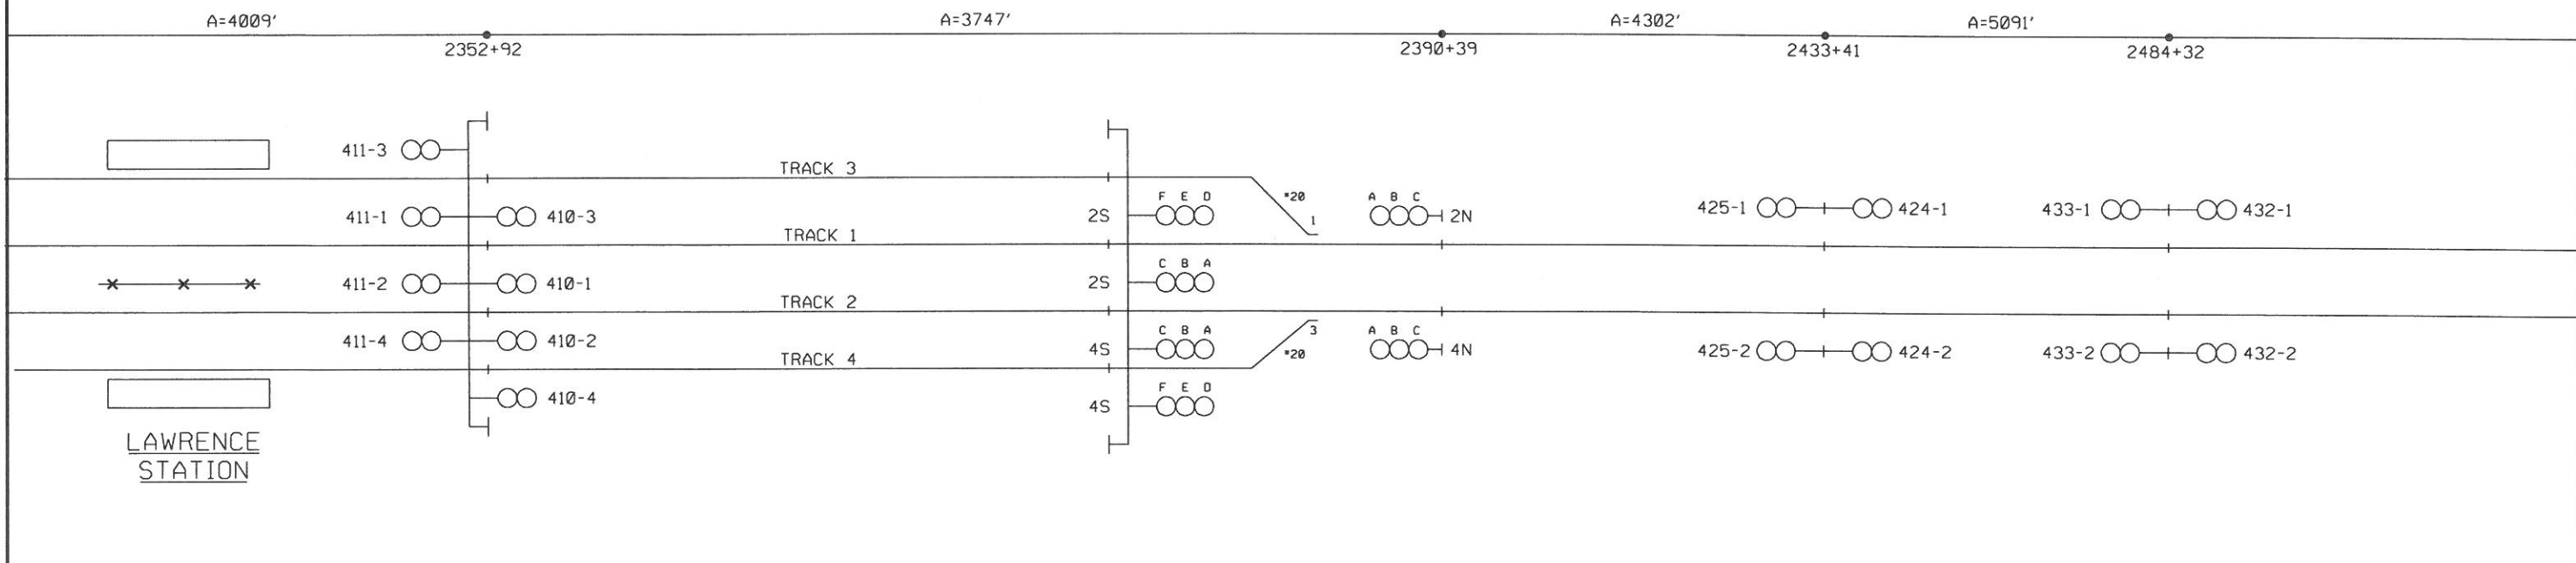 A=4009' A=3747' A=4302' A=5091'
2352+92 2390+39 2433+41 2484+32
411-3
TRACK 3
F E D *20 A B C
411-1 410-3 2S 1 2N 425-1 424-1 433-1 432-1
TRACK 1
C B A
411-2 410-1 2S
TRACK 2
C B A 3 A B C
411-4 410-2 4S *20 4N 425-2 424-2 433-2 432-2
TRACK 4
F E D
410-4 4S
LAWRENCE
STATION